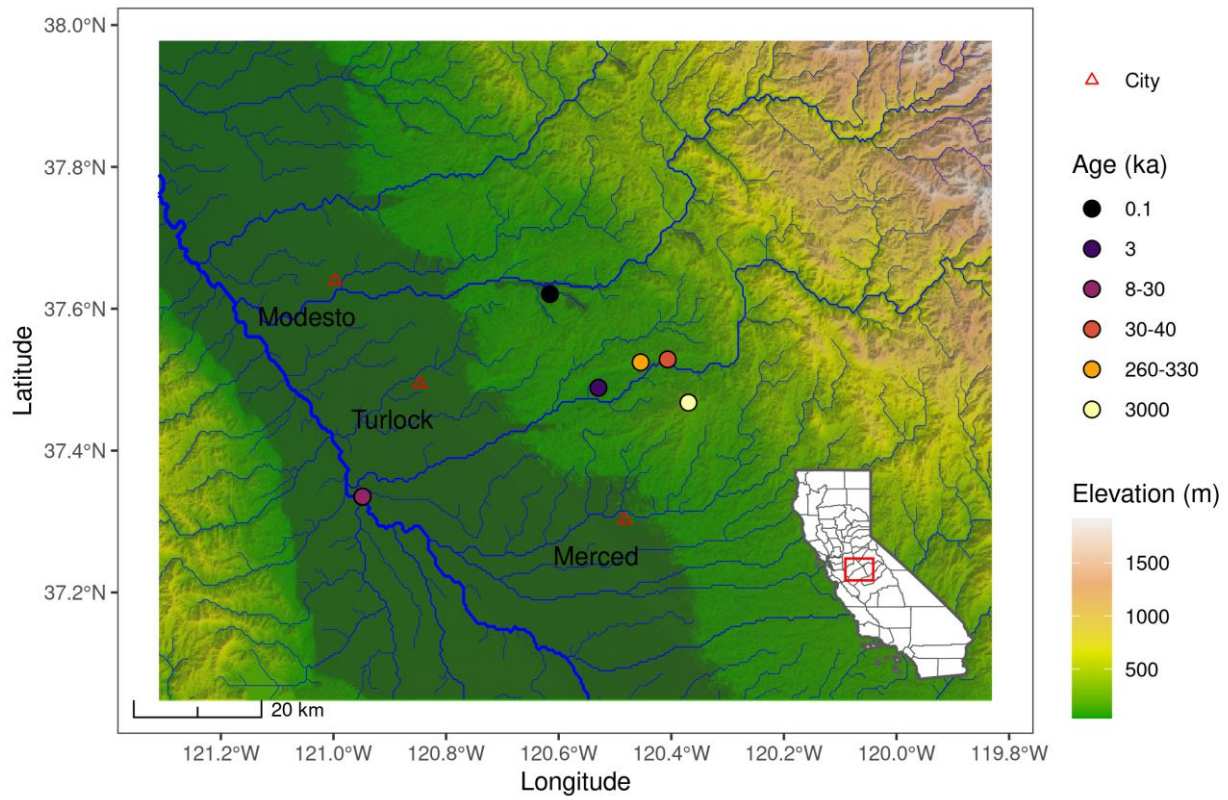 38.0°N
37.8°N
37.6°N
37.4°N
37.2°N
Latitude
Modesto
Turlock
Merced
20 km
121.2°W
121.0°W
120.8°W
120.6°W
120.4°W
120.2°W
120.0°W
119.8°W
Longitude
City
Age (ka)
0.1
3
8-30
30-40
260-330
3000
Elevation (m)
1500
1000
500